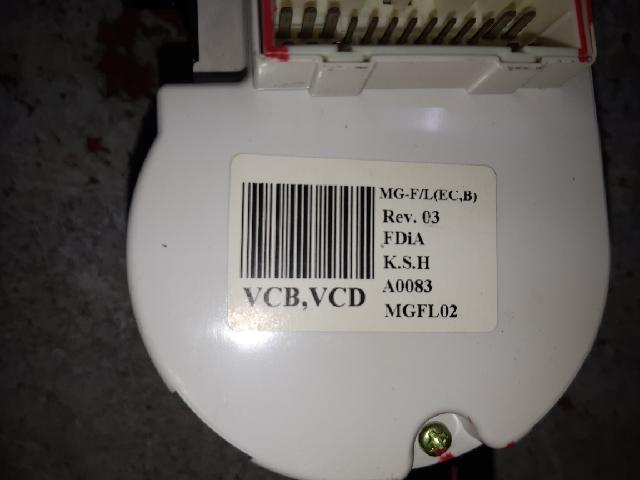 MG-F/L(EC,B)
Rev. 03
FDiA
K.S.H
A0083
VCB,VCD
MGFL02